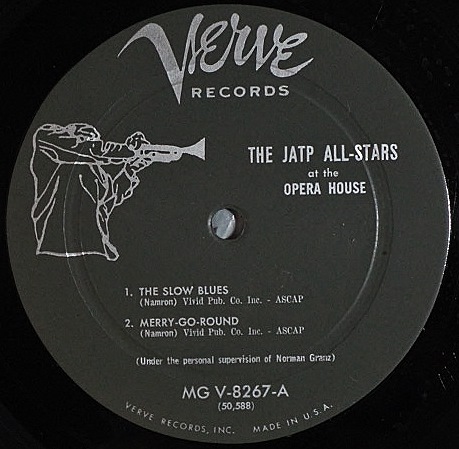 Verve
RECORDS
THE JATP ALL-STARS
at the
OPERA HOUSE
1. THE SLOW BLUES
(Namron) Vivid Pub. Co. Inc. - ASCAP
2. MERRY-GO-ROUND
(Namron) Vivid Pub. Co. Inc. - ASCAP
(Under the personal supervision of Norman Granz)
MG V-8267-A
(50,588)
VERVE RECORDS, INC. MADE IN U.S.A.